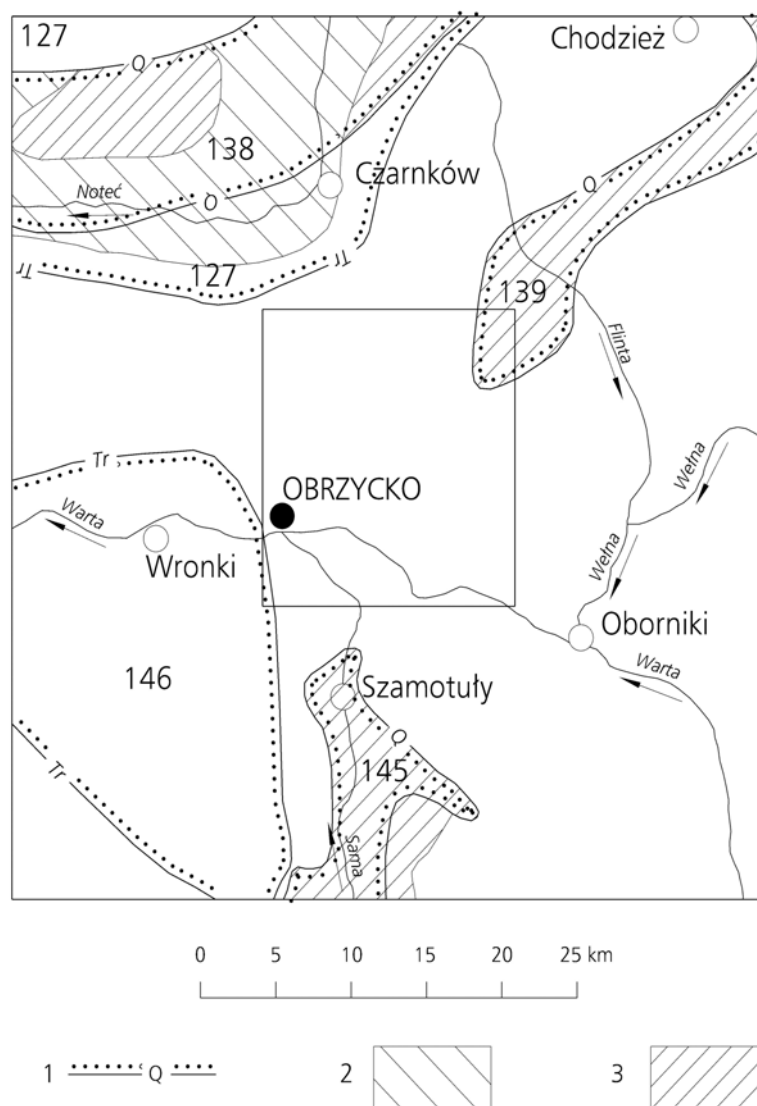 127
Chodzież
Q
138
Czarnków
Noteć
Q
Q
127
Tr
Tr
139
Flinta
Tr
Wełna
OBRZYCKO
Warta
Wronki
Wełna
Oborniki
Warta
146
Szamotuły
Q
145
Tr
Sama
0 5 10 15 20 25 km
1 Q 2 3